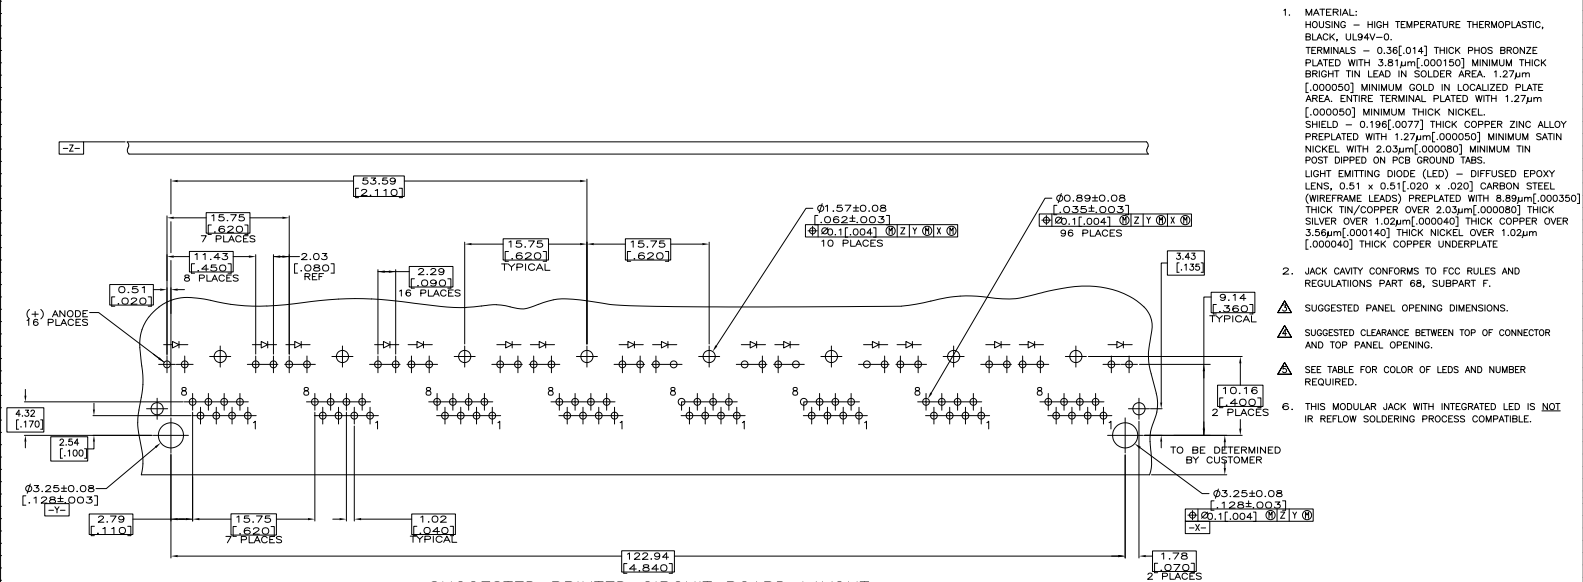 -Z-
53.59
[2.110]
15.75
[.620]
7 PLACES
11.43
[.450]
8 PLACES
2.03
[.080]
REF
0.51
[.020]
(+) ANODE
16 PLACES
2.29
[.090]
16 PLACES
15.75
[.620]
TYPICAL
15.75
[.620]
Ø1.57±0.08
[.062±.003]
⌖ Ø0.1[.004] Ⓜ Z Y Ⓜ X Ⓜ
10 PLACES
Ø0.89±0.08
[.035±.003]
⌖ Ø0.1[.004] Ⓜ Z Y Ⓜ X Ⓜ
96 PLACES
3.43
[.135]
9.14
[.360]
TYPICAL
8 8 8 8 8 8 8 8
1 1 1 1 1 1 1 1
4.32
[.170]
2.54
[.100]
10.16
[.400]
2 PLACES
TO BE DETERMINED
BY CUSTOMER
Ø3.25±0.08
[.128±.003]
-Y-
2.79
[.110]
15.75
[.620]
7 PLACES
1.02
[.040]
TYPICAL
Ø3.25±0.08
[.128±.003]
⌖ Ø0.1[.004] Ⓜ Z Y Ⓜ
-X-
122.94
[4.840]
1.78
[.070]
2 PLACES
1. MATERIAL:
HOUSING – HIGH TEMPERATURE THERMOPLASTIC,
BLACK, UL94V–0.
TERMINALS – 0.36[.014] THICK PHOS BRONZE
PLATED WITH 3.81µm[.000150] MINIMUM THICK
BRIGHT TIN LEAD IN SOLDER AREA. 1.27µm
[.000050] MINIMUM GOLD IN LOCALIZED PLATE
AREA. ENTIRE TERMINAL PLATED WITH 1.27µm
[.000050] MINIMUM THICK NICKEL.
SHIELD – 0.196[.0077] THICK COPPER ZINC ALLOY
PREPLATED WITH 1.27µm[.000050] MINIMUM SATIN
NICKEL WITH 2.03µm[.000080] MINIMUM TIN
POST DIPPED ON PCB GROUND TABS.
LIGHT EMITTING DIODE (LED) – DIFFUSED EPOXY
LENS, 0.51 x 0.51[.020 x .020] CARBON STEEL
(WIREFRAME LEADS) PREPLATED WITH 8.89µm[.000350]
THICK TIN/COPPER OVER 2.03µm[.000080] THICK
SILVER OVER 1.02µm[.000040] THICK COPPER OVER
3.56µm[.000140] THICK NICKEL OVER 1.02µm
[.000040] THICK COPPER UNDERPLATE
2. JACK CAVITY CONFORMS TO FCC RULES AND
REGULATIIONS PART 68, SUBPART F.
3 SUGGESTED PANEL OPENING DIMENSIONS.
4 SUGGESTED CLEARANCE BETWEEN TOP OF CONNECTOR
AND TOP PANEL OPENING.
5 SEE TABLE FOR COLOR OF LEDS AND NUMBER
REQUIRED.
6. THIS MODULAR JACK WITH INTEGRATED LED IS NOT
IR REFLOW SOLDERING PROCESS COMPATIBLE.